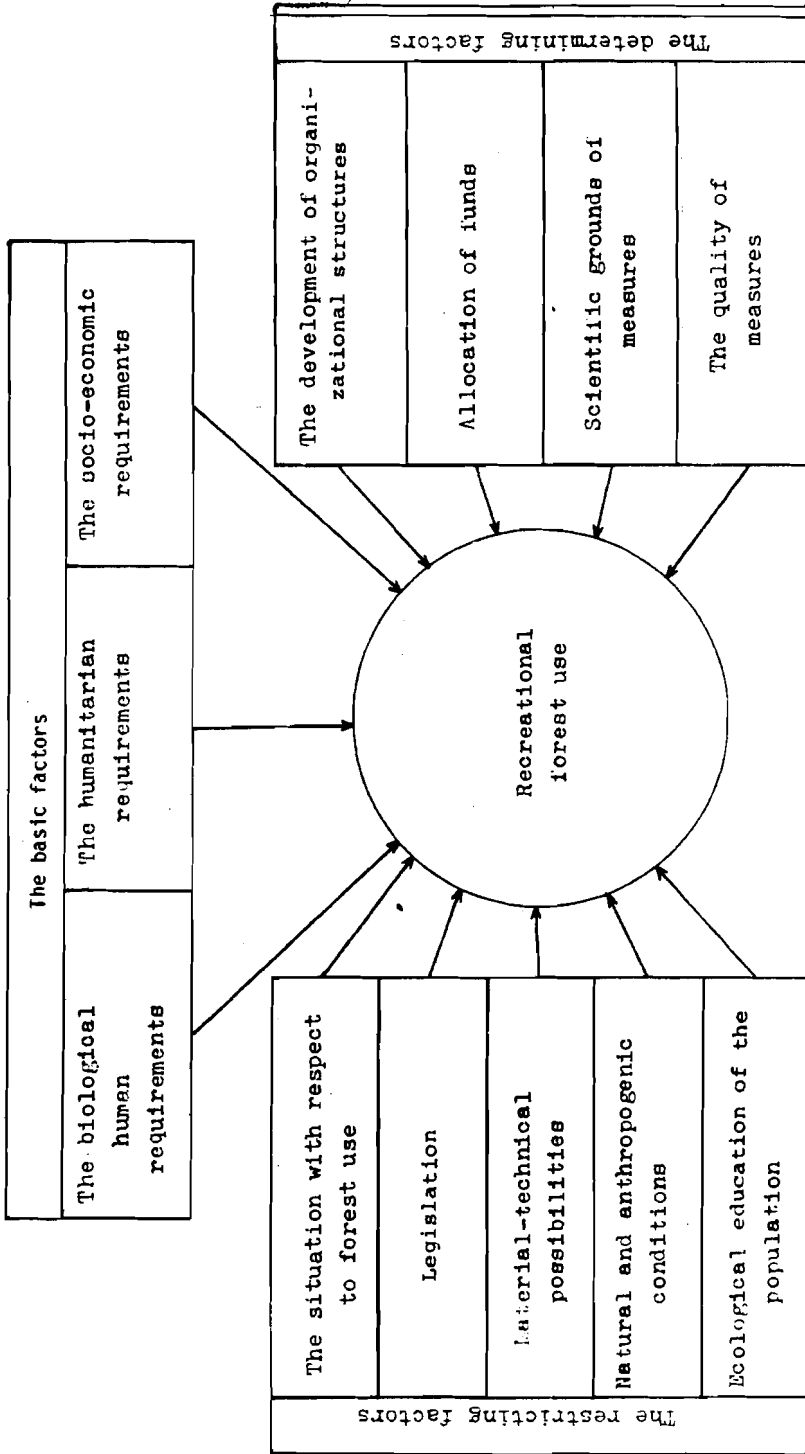 The basic factors
The biological
human
requirements
The humanitarian
requirements
The socio-economic
requirements
The restricting factors
The situation with respect
to forest use
Legislation
Laterial-technical
possibilities
Natural and anthropogenic
conditions
Ecological education of the
population
Recreational
forest use
The determining factors
The development of organi-
zational structures
Allocation of funds
Scientific grounds of
measures
The quality of
measures